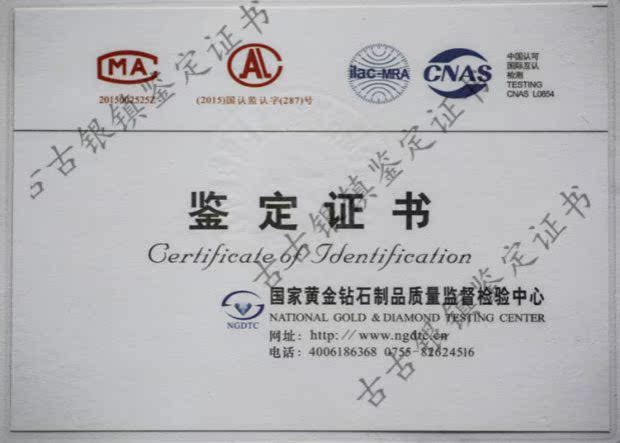 MA
AL
ilac-MRA
CNAS
中国认可
国际互认
检测
TESTING
CNAS L0854
2015002525Z
(2015)国认监认字(287)号
鉴定证书
Certificate of Identification
NGDTC
国家黄金钻石制品质量监督检验中心
NATIONAL GOLD & DIAMOND TESTING CENTER
网址：http://www.ngdtc.cn
电话：4006186368 0755-82624516
古古银镇鉴定证书
古古银镇鉴定证书
古古银镇鉴定证书